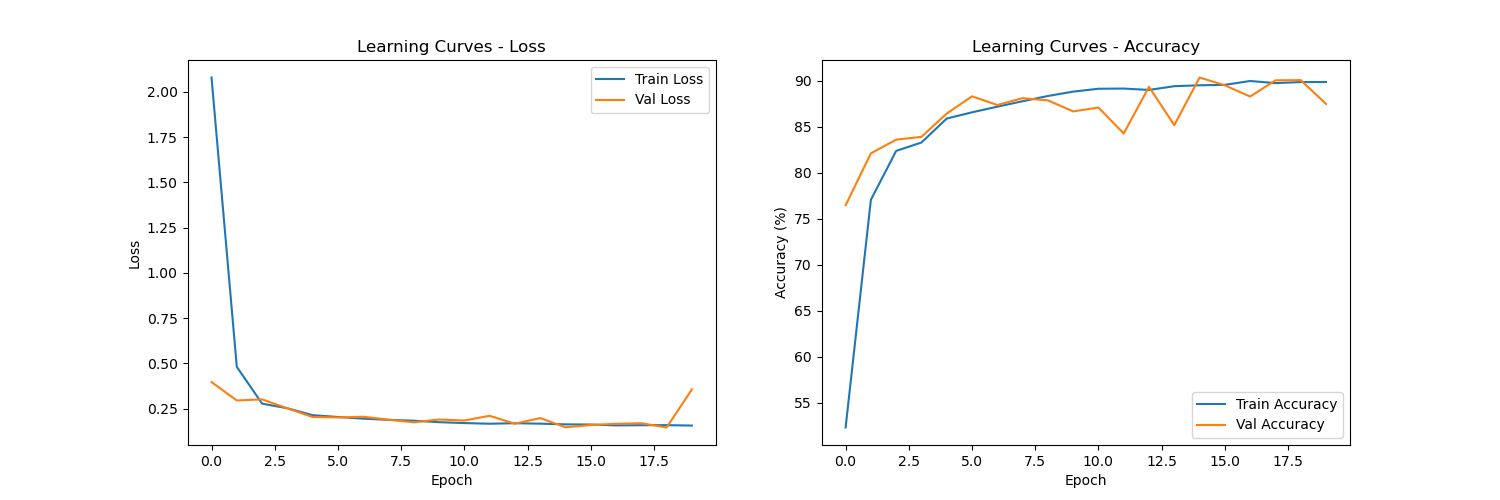 Learning Curves - Loss
Train Loss
Val Loss
2.00
1.75
1.50
1.25
1.00
0.75
0.50
0.25
Loss
0.0 2.5 5.0 7.5 10.0 12.5 15.0 17.5
Epoch
Learning Curves - Accuracy
90
85
80
75
70
65
60
55
Accuracy (%)
Train Accuracy
Val Accuracy
0.0 2.5 5.0 7.5 10.0 12.5 15.0 17.5
Epoch